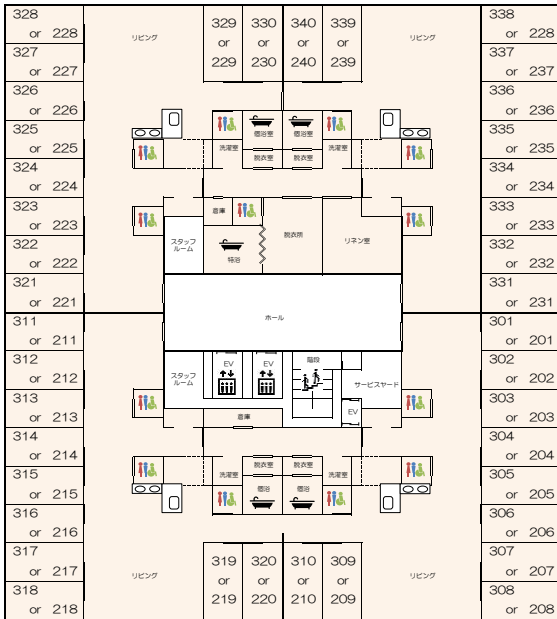 328
or 228
327
or 227
326
or 226
325
or 225
324
or 224
323
or 223
322
or 222
321
or 221
311
or 211
312
or 212
313
or 213
314
or 214
315
or 215
316
or 216
317
or 217
318
or 218
リビング
329
or
229
330
or
230
340
or
240
339
or
239
リビング
洗濯室
個浴室
個浴室
洗濯室
脱衣室
脱衣室
倉庫
特浴
脱衣所
リネン室
スタッフ
ルーム
ホール
スタッフ
ルーム
EV
EV
階段
サービスヤード
EV
倉庫
洗濯室
脱衣室
脱衣室
洗濯室
個浴
個浴
リビング
319
or
219
320
or
220
310
or
210
309
or
209
リビング
338
or 228
337
or 237
336
or 236
335
or 235
334
or 234
333
or 233
332
or 232
331
or 231
301
or 201
302
or 202
303
or 203
304
or 204
305
or 205
306
or 206
307
or 207
308
or 208